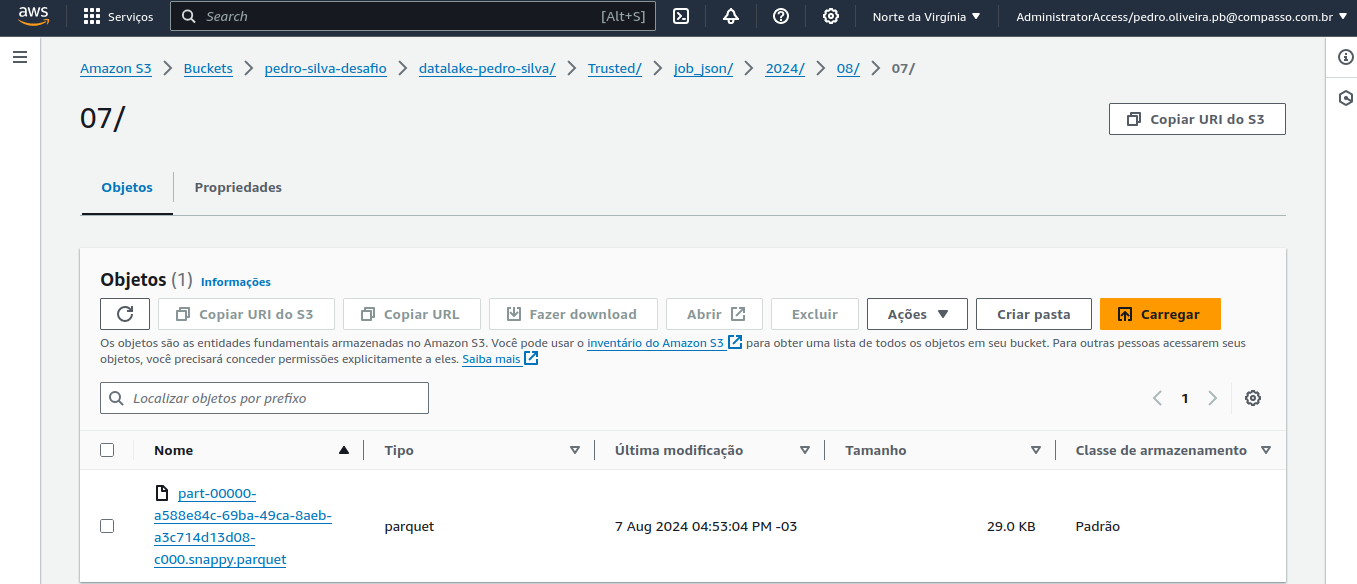 aws Serviços Search [Alt+S] Norte da Virgínia AdministratorAccess/pedro.oliveira.pb@compasso.com.br
Amazon S3 Buckets pedro-silva-desafio datalake-pedro-silva/ Trusted/ job_json/ 2024/ 08/ 07/
07/
Copiar URI do S3
Objetos Propriedades
Objetos (1) Informações
Copiar URI do S3 Copiar URL Fazer download Abrir Excluir Ações Criar pasta Carregar
Os objetos são as entidades fundamentais armazenadas no Amazon S3. Você pode usar o inventário do Amazon S3 para obter uma lista de todos os objetos em seu bucket. Para outras pessoas acessarem seus
objetos, você precisará conceder permissões explicitamente a eles. Saiba mais
Localizar objetos por prefixo
1
Nome Tipo Última modificação Tamanho Classe de armazenamento
part-00000-
a588e84c-69ba-49ca-8aeb-
a3c714d13d08-
c000.snappy.parquet
parquet 7 Aug 2024 04:53:04 PM -03 29.0 KB Padrão